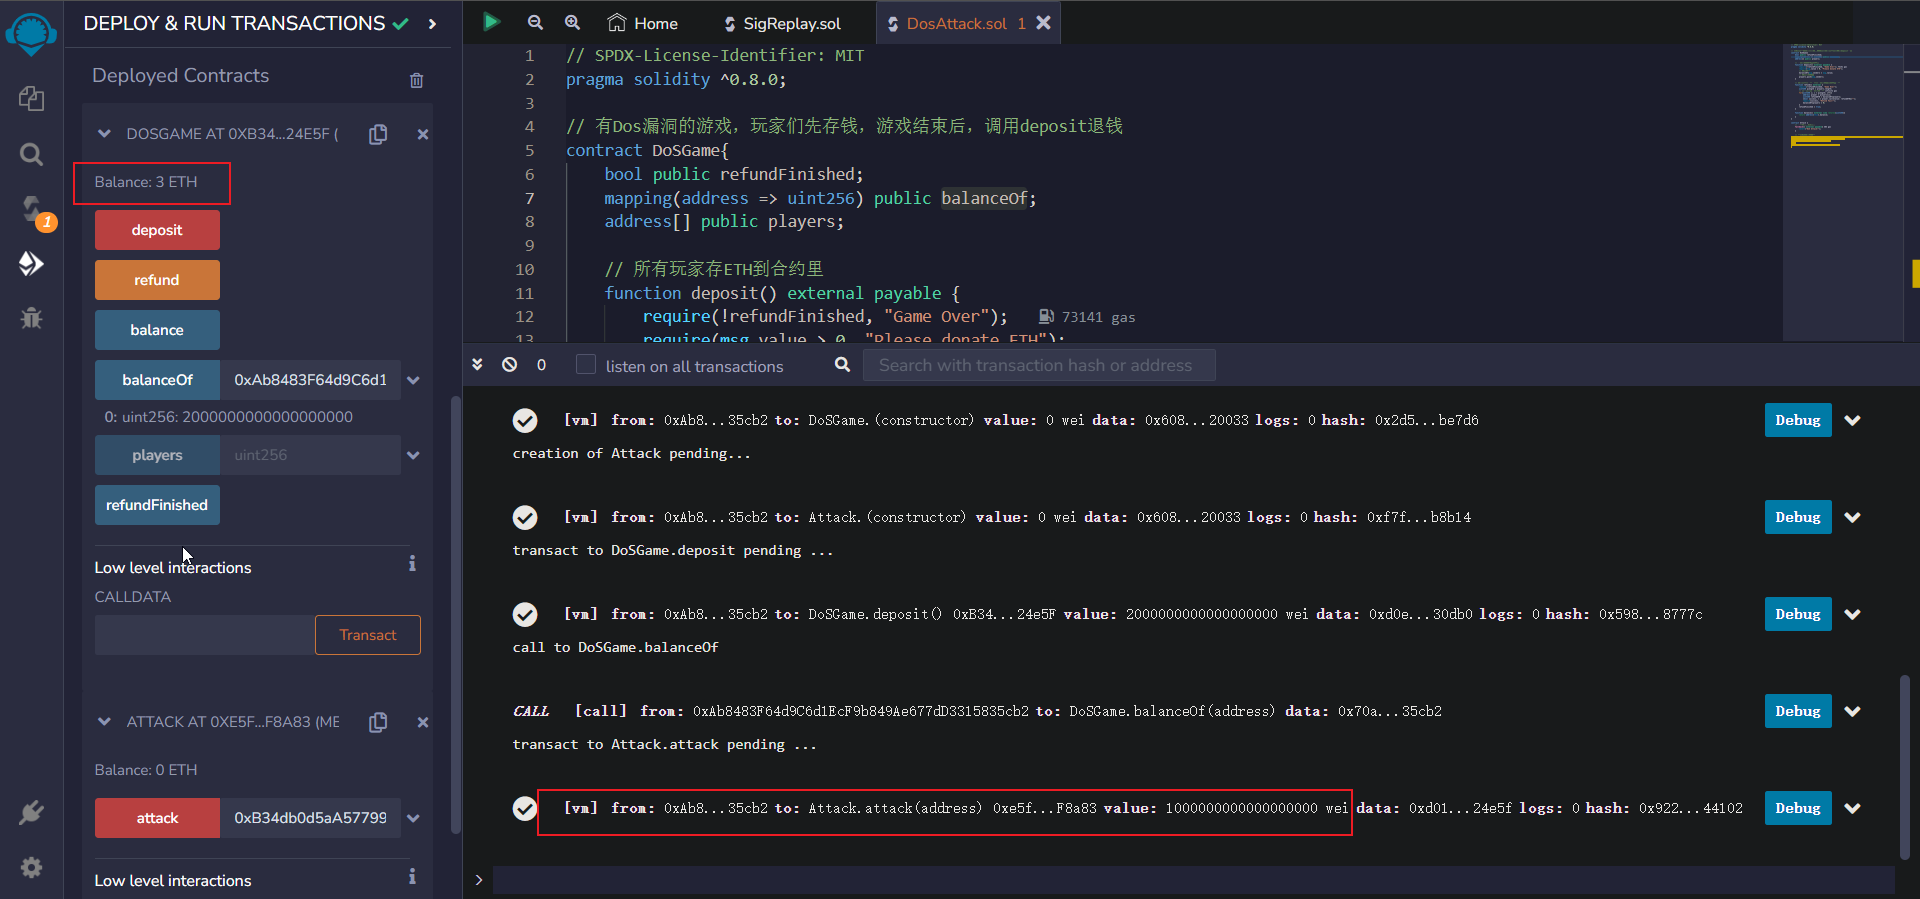 DEPLOY & RUN TRANSACTIONS
Deployed Contracts
DOSGAME AT 0XB34...24E5F (
Balance: 3 ETH
deposit
refund
balance
balanceOf 0xAb8483F64d9C6d1
0: uint256: 2000000000000000000
players uint256
refundFinished
Low level interactions
CALLDATA
Transact
ATTACK AT 0XE5F...F8A83 (ME
Balance: 0 ETH
attack 0xB34db0d5aA57799
Low level interactions
1
Home SigReplay.sol DosAttack.sol 1
1 // SPDX-License-Identifier: MIT
2 pragma solidity ^0.8.0;
3
4 // 有Dos漏洞的游戏，玩家们先存钱，游戏结束后，调用deposit退钱
5 contract DoSGame{
6 bool public refundFinished;
7 mapping(address => uint256) public balanceOf;
8 address[] public players;
9
10 // 所有玩家存ETH到合约里
11 function deposit() external payable {
12 require(!refundFinished, "Game Over"); 73141 gas
13 require(msg.value > 0, "Please donate ETH");
0 listen on all transactions Search with transaction hash or address
[vm] from: 0xAb8...35cb2 to: DoSGame.(constructor) value: 0 wei data: 0x608...20033 logs: 0 hash: 0x2d5...be7d6 Debug
creation of Attack pending...
[vm] from: 0xAb8...35cb2 to: Attack.(constructor) value: 0 wei data: 0x608...20033 logs: 0 hash: 0xf7f...b8b14 Debug
transact to DoSGame.deposit pending ...
[vm] from: 0xAb8...35cb2 to: DoSGame.deposit() 0xB34...24e5F value: 2000000000000000000 wei data: 0xd0e...30db0 logs: 0 hash: 0x598...8777c Debug
call to DoSGame.balanceOf
CALL [call] from: 0xAb8483F64d9C6d1EcF9b849Ae677dD3315835cb2 to: DoSGame.balanceOf(address) data: 0x70a...35cb2 Debug
transact to Attack.attack pending ...
[vm] from: 0xAb8...35cb2 to: Attack.attack(address) 0xe5f...F8a83 value: 1000000000000000000 wei data: 0xd01...24e5f logs: 0 hash: 0x922...44102 Debug
>